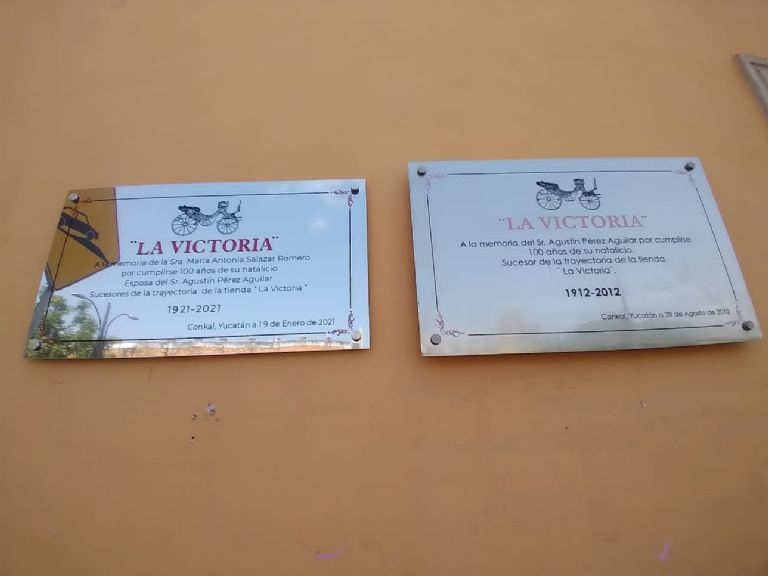 ¨LA VICTORIA¨
A la memoria de la Sra. María Antonia Salazar Romero
por cumplirse 100 años de su natalicio
Esposa del Sr. Agustín Pérez Aguilar
Sucesores de la trayectoria de la tienda " La Victoria "
1921-2021
Conkal, Yucatán a 19 de Enero de 2021
¨LA VICTORIA¨
A la memoria del Sr. Agustín Pérez Aguilar por cumplirse
100 años de su natalicio.
Sucesor de la trayectoria de la tienda
" La Victoria".
1912-2012
Conkal, Yucatán a 28 de Agosto de 2012